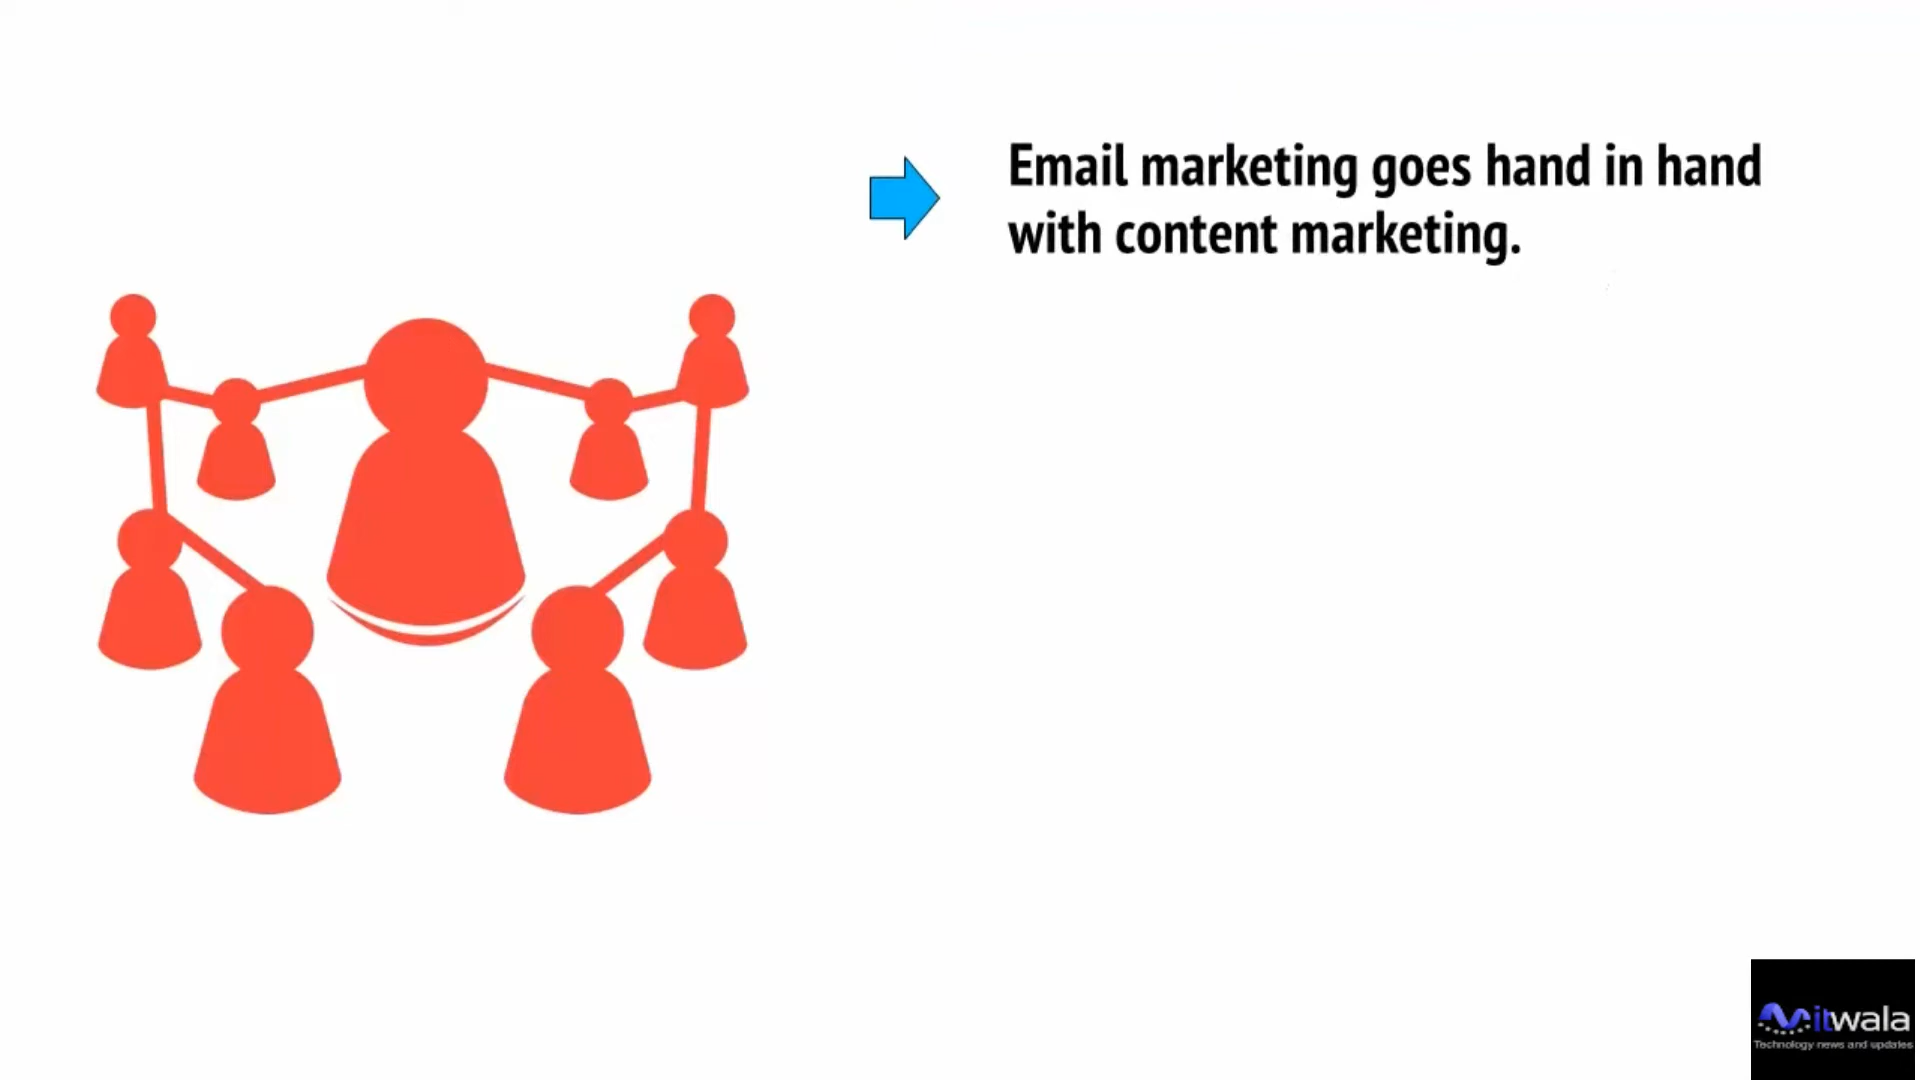 Email marketing goes hand in hand
with content marketing.
itwala
Technology news and updates